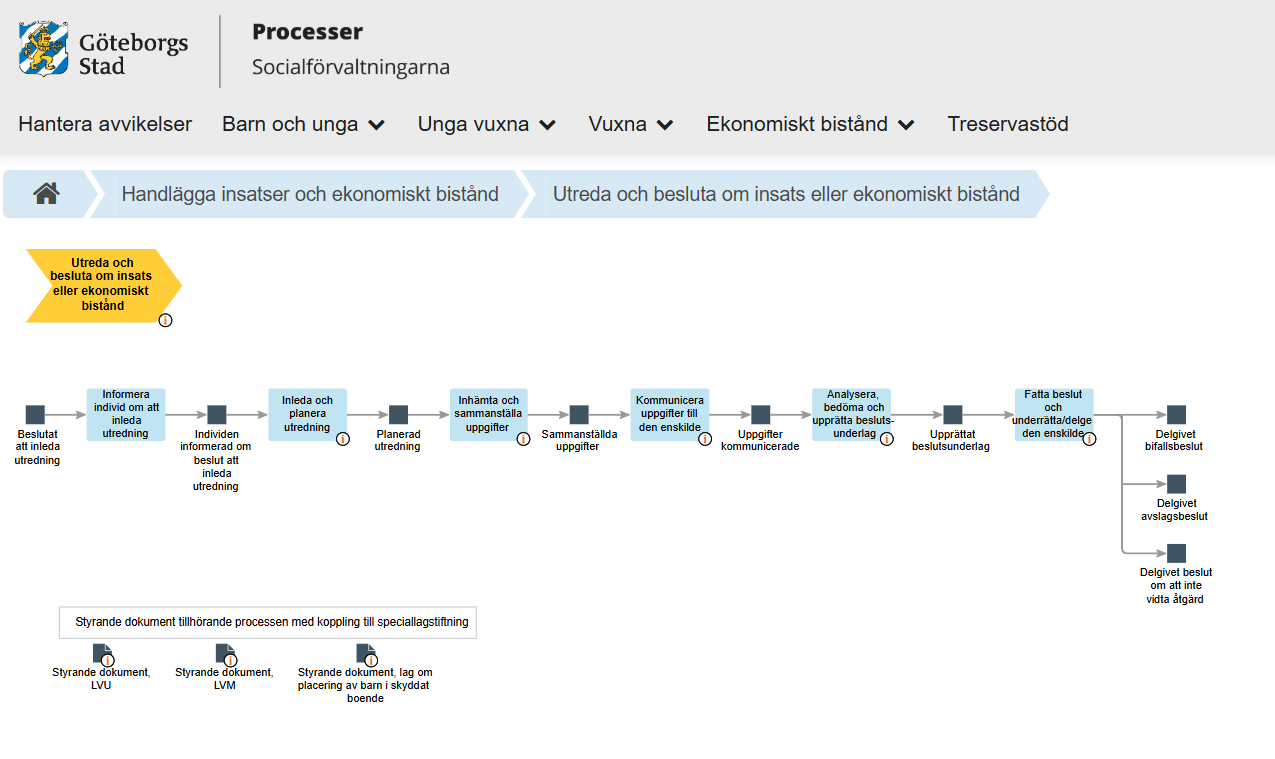 Göteborgs
Stad
Processer
Socialförvaltningarna
Hantera avvikelser
Barn och unga
Unga vuxna
Vuxna
Ekonomiskt bistånd
Treservastöd
Handlägga insatser och ekonomiskt bistånd
Utreda och besluta om insats eller ekonomiskt bistånd
Utreda och
besluta om insats
eller ekonomiskt
bistånd
Beslutat
att inleda
utredning
Informera
individ om att
inleda
utredning
Individen
informerad om
beslut att
inleda
utredning
Inleda och
planera
utredning
Planerad
utredning
Inhämta och
sammanställa
uppgifter
Sammanställda
uppgifter
Kommunicera
uppgifter till
den enskilde
Uppgifter
kommunicerade
Analysera,
bedöma och
upprätta besluts-
underlag
Upprättat
beslutsunderlag
Fatta beslut
och
underrätta/delge
den enskilde
Delgivet
bifallsbeslut
Delgivet
avslagsbeslut
Delgivet beslut
om att inte
vidta åtgärd
Styrande dokument tillhörande processen med koppling till speciallagstiftning
Styrande dokument,
LVU
Styrande dokument,
LVM
Styrande dokument, lag om
placering av barn i skyddat
boende